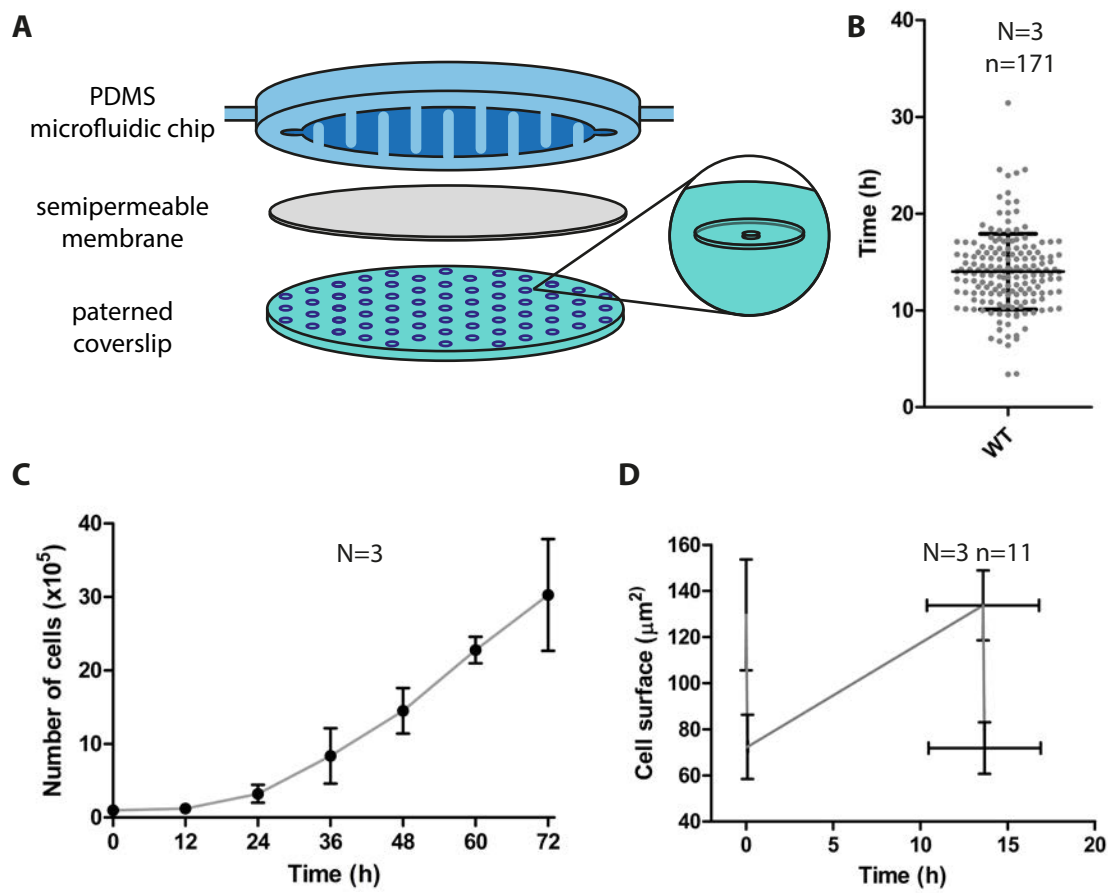 A
PDMS
microfluidic chip
semipermeable
membrane
paterned
coverslip
B
N=3
n=171
Time (h)
40
30
20
10
0
WT
C
N=3
Number of cells (x10⁵)
40
30
20
10
0
0 12 24 36 48 60 72
Time (h)
D
N=3 n=11
Cell surface (μm²)
160
140
120
100
80
60
40
0 5 10 15 20
Time (h)